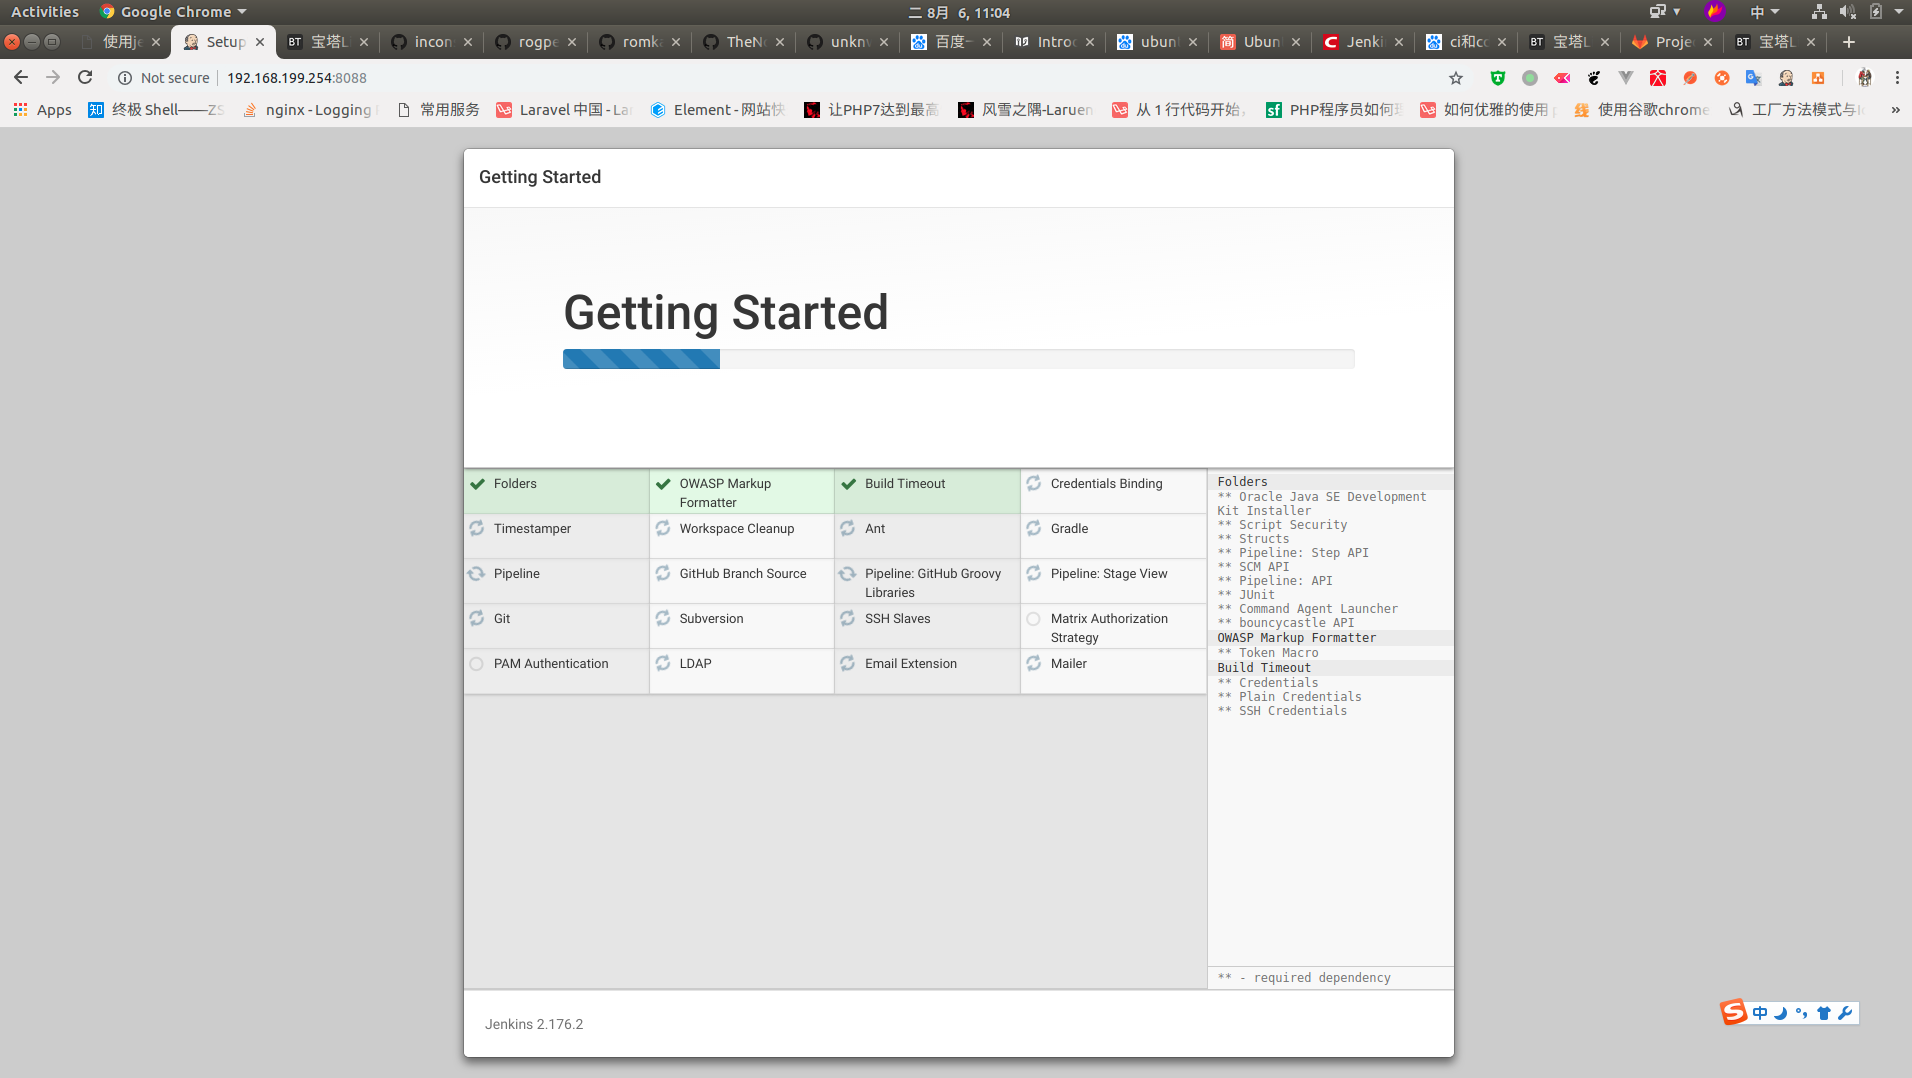 Activities
Google Chrome
二 8月 6, 11:04
中
使用je
Setup
宝塔L
incon
rogpe
romka
TheNo
unknw
百度一
Introd
ubunt
Ubunt
Jenki
ci和cd
宝塔L
Projec
宝塔L
Not secure
192.168.199.254:8088
Apps
终极 Shell——ZS
nginx - Logging
常用服务
Laravel 中国 - La
Element - 网站快
让PHP7达到最高
风雪之隅-Laruen
从 1 行代码开始,
PHP程序员如何理
如何优雅的使用
使用谷歌chrome
工厂方法模式与
»
Getting Started
Getting Started
Folders
OWASP Markup
Formatter
Build Timeout
Credentials Binding
Timestamper
Workspace Cleanup
Ant
Gradle
Pipeline
GitHub Branch Source
Pipeline: GitHub Groovy
Libraries
Pipeline: Stage View
Git
Subversion
SSH Slaves
Matrix Authorization
Strategy
PAM Authentication
LDAP
Email Extension
Mailer
Folders
** Oracle Java SE Development
Kit Installer
** Script Security
** Structs
** Pipeline: Step API
** SCM API
** Pipeline: API
** JUnit
** Command Agent Launcher
** bouncycastle API
OWASP Markup Formatter
** Token Macro
Build Timeout
** Credentials
** Plain Credentials
** SSH Credentials
** - required dependency
Jenkins 2.176.2
中